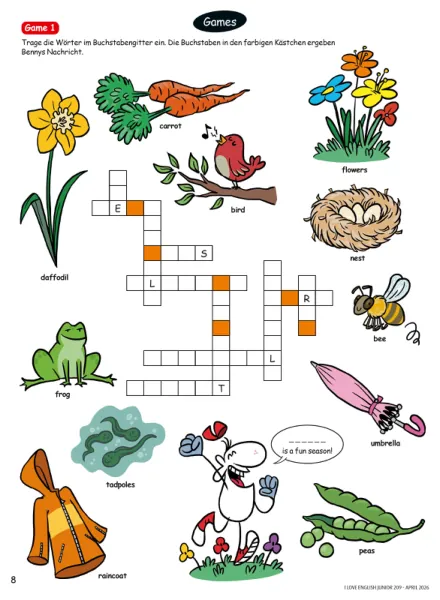 Games
Game 1
Trage die Wörter im Buchstabengitter ein. Die Buchstaben in den farbigen Kästchen ergeben
Bennys Nachricht.
carrot
flowers
bird
E
nest
daffodil
S
L
R
bee
L
frog
T
umbrella
______
is a fun season!
tadpoles
peas
raincoat
8
I LOVE ENGLISH JUNIOR 209 - APRIL 2026